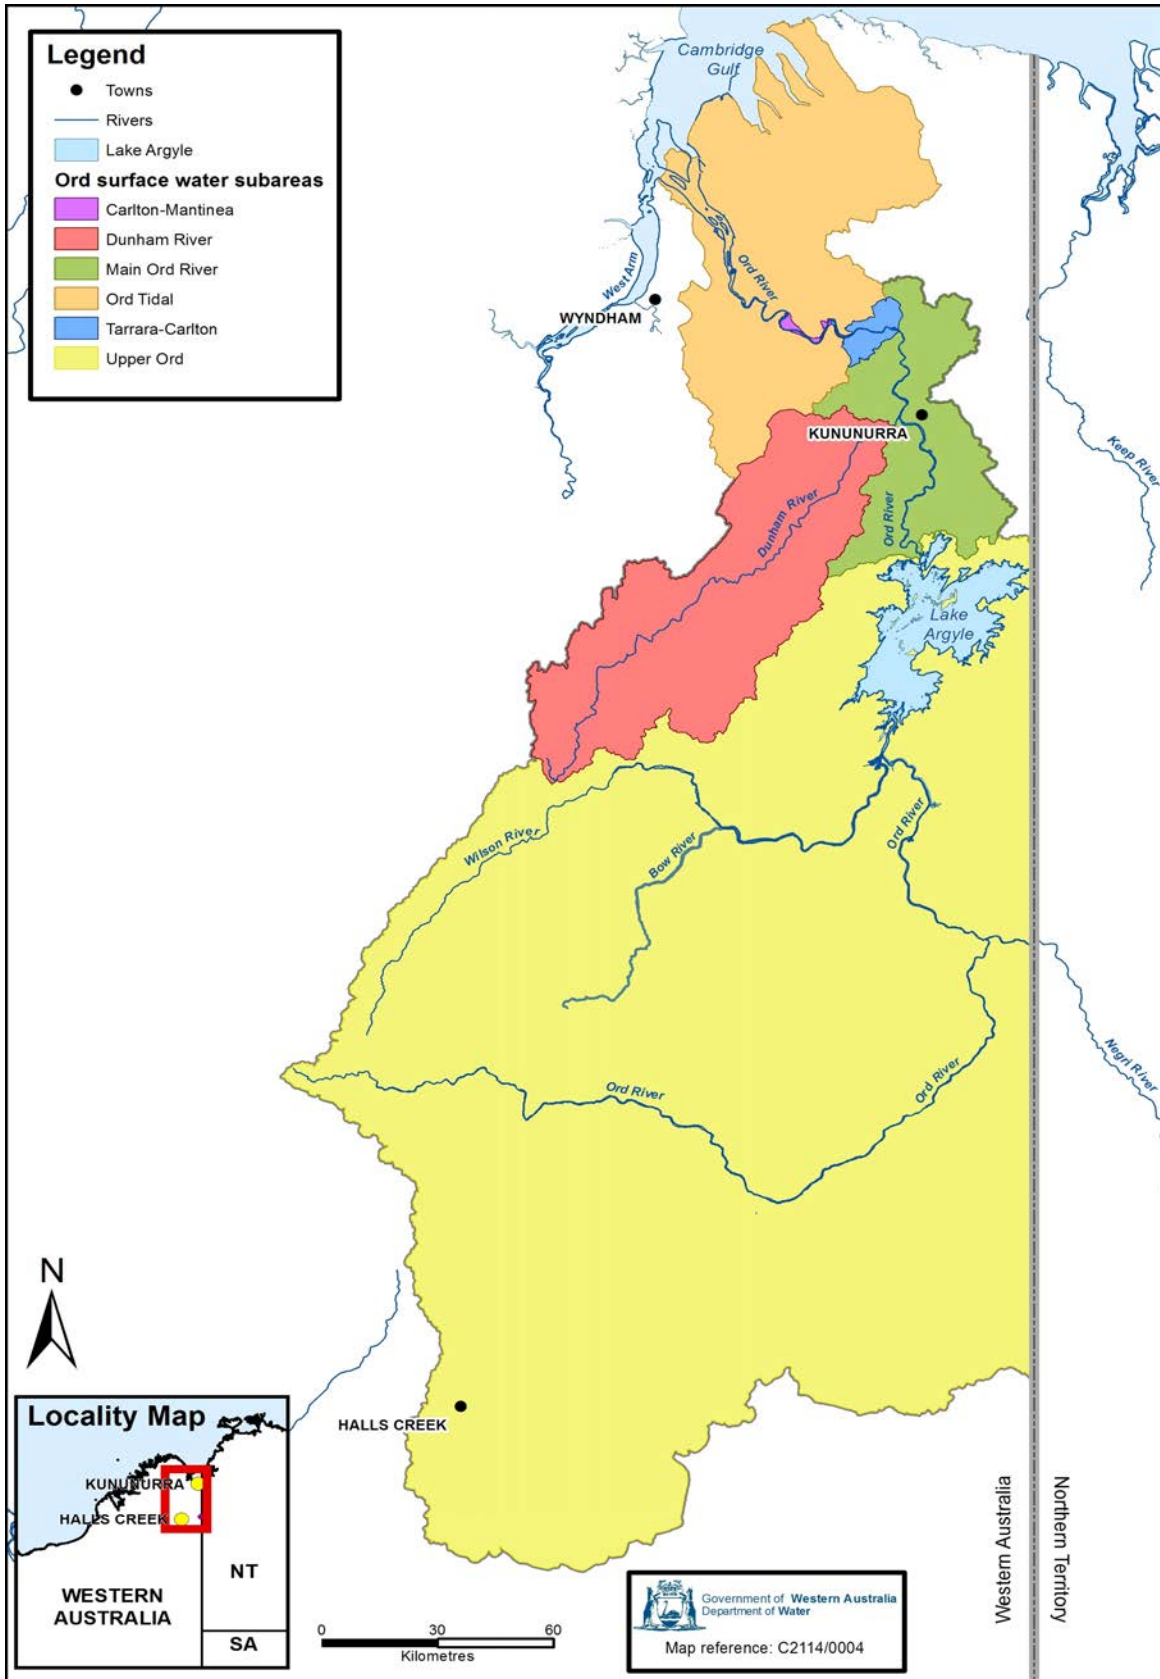 Legend
Towns
Rivers
Lake Argyle
Ord surface water subareas
Carlton-Mantinea
Dunham River
Main Ord River
Ord Tidal
Tarrara-Carlton
Upper Ord
Cambridge
Gulf
West Arm
WYNDHAM
Ord River
KUNUNURRA
Keep River
Dunham River
Ord River
Lake
Argyle
Wilson River
Bow River
Ord River
Negri River
Ord River
Ord River
N
HALLS CREEK
Locality Map
KUNUNURRA
HALLS CREEK
WESTERN
AUSTRALIA
NT
SA
0 30 60
Kilometres
Government of Western Australia
Department of Water
Map reference: C2114/0004
Western Australia
Northern Territory